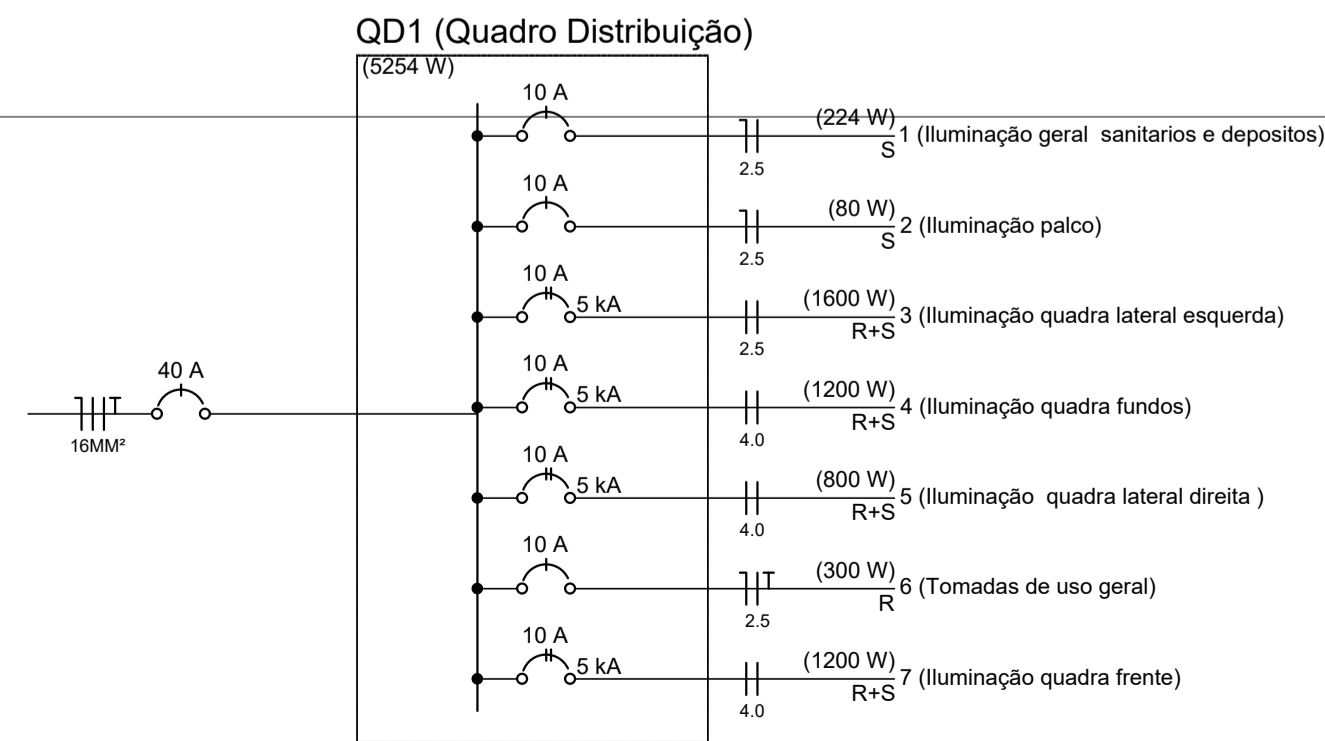 QD1 (Quadro Distribuição)
(5254 W)
10 A
(224 W)
S
1 (Iluminação geral  sanitarios e depositos)
2.5
10 A
(80 W)
S
2 (Iluminação palco)
2.5
10 A
5 kA
(1600 W)
R+S
3 (Iluminação quadra lateral esquerda)
2.5
40 A
16MM²
10 A
5 kA
(1200 W)
R+S
4 (Iluminação quadra fundos)
4.0
10 A
5 kA
(800 W)
R+S
5 (Iluminação  quadra lateral direita )
4.0
10 A
(300 W)
R
6 (Tomadas de uso geral)
2.5
10 A
5 kA
(1200 W)
R+S
7 (Iluminação quadra frente)
4.0